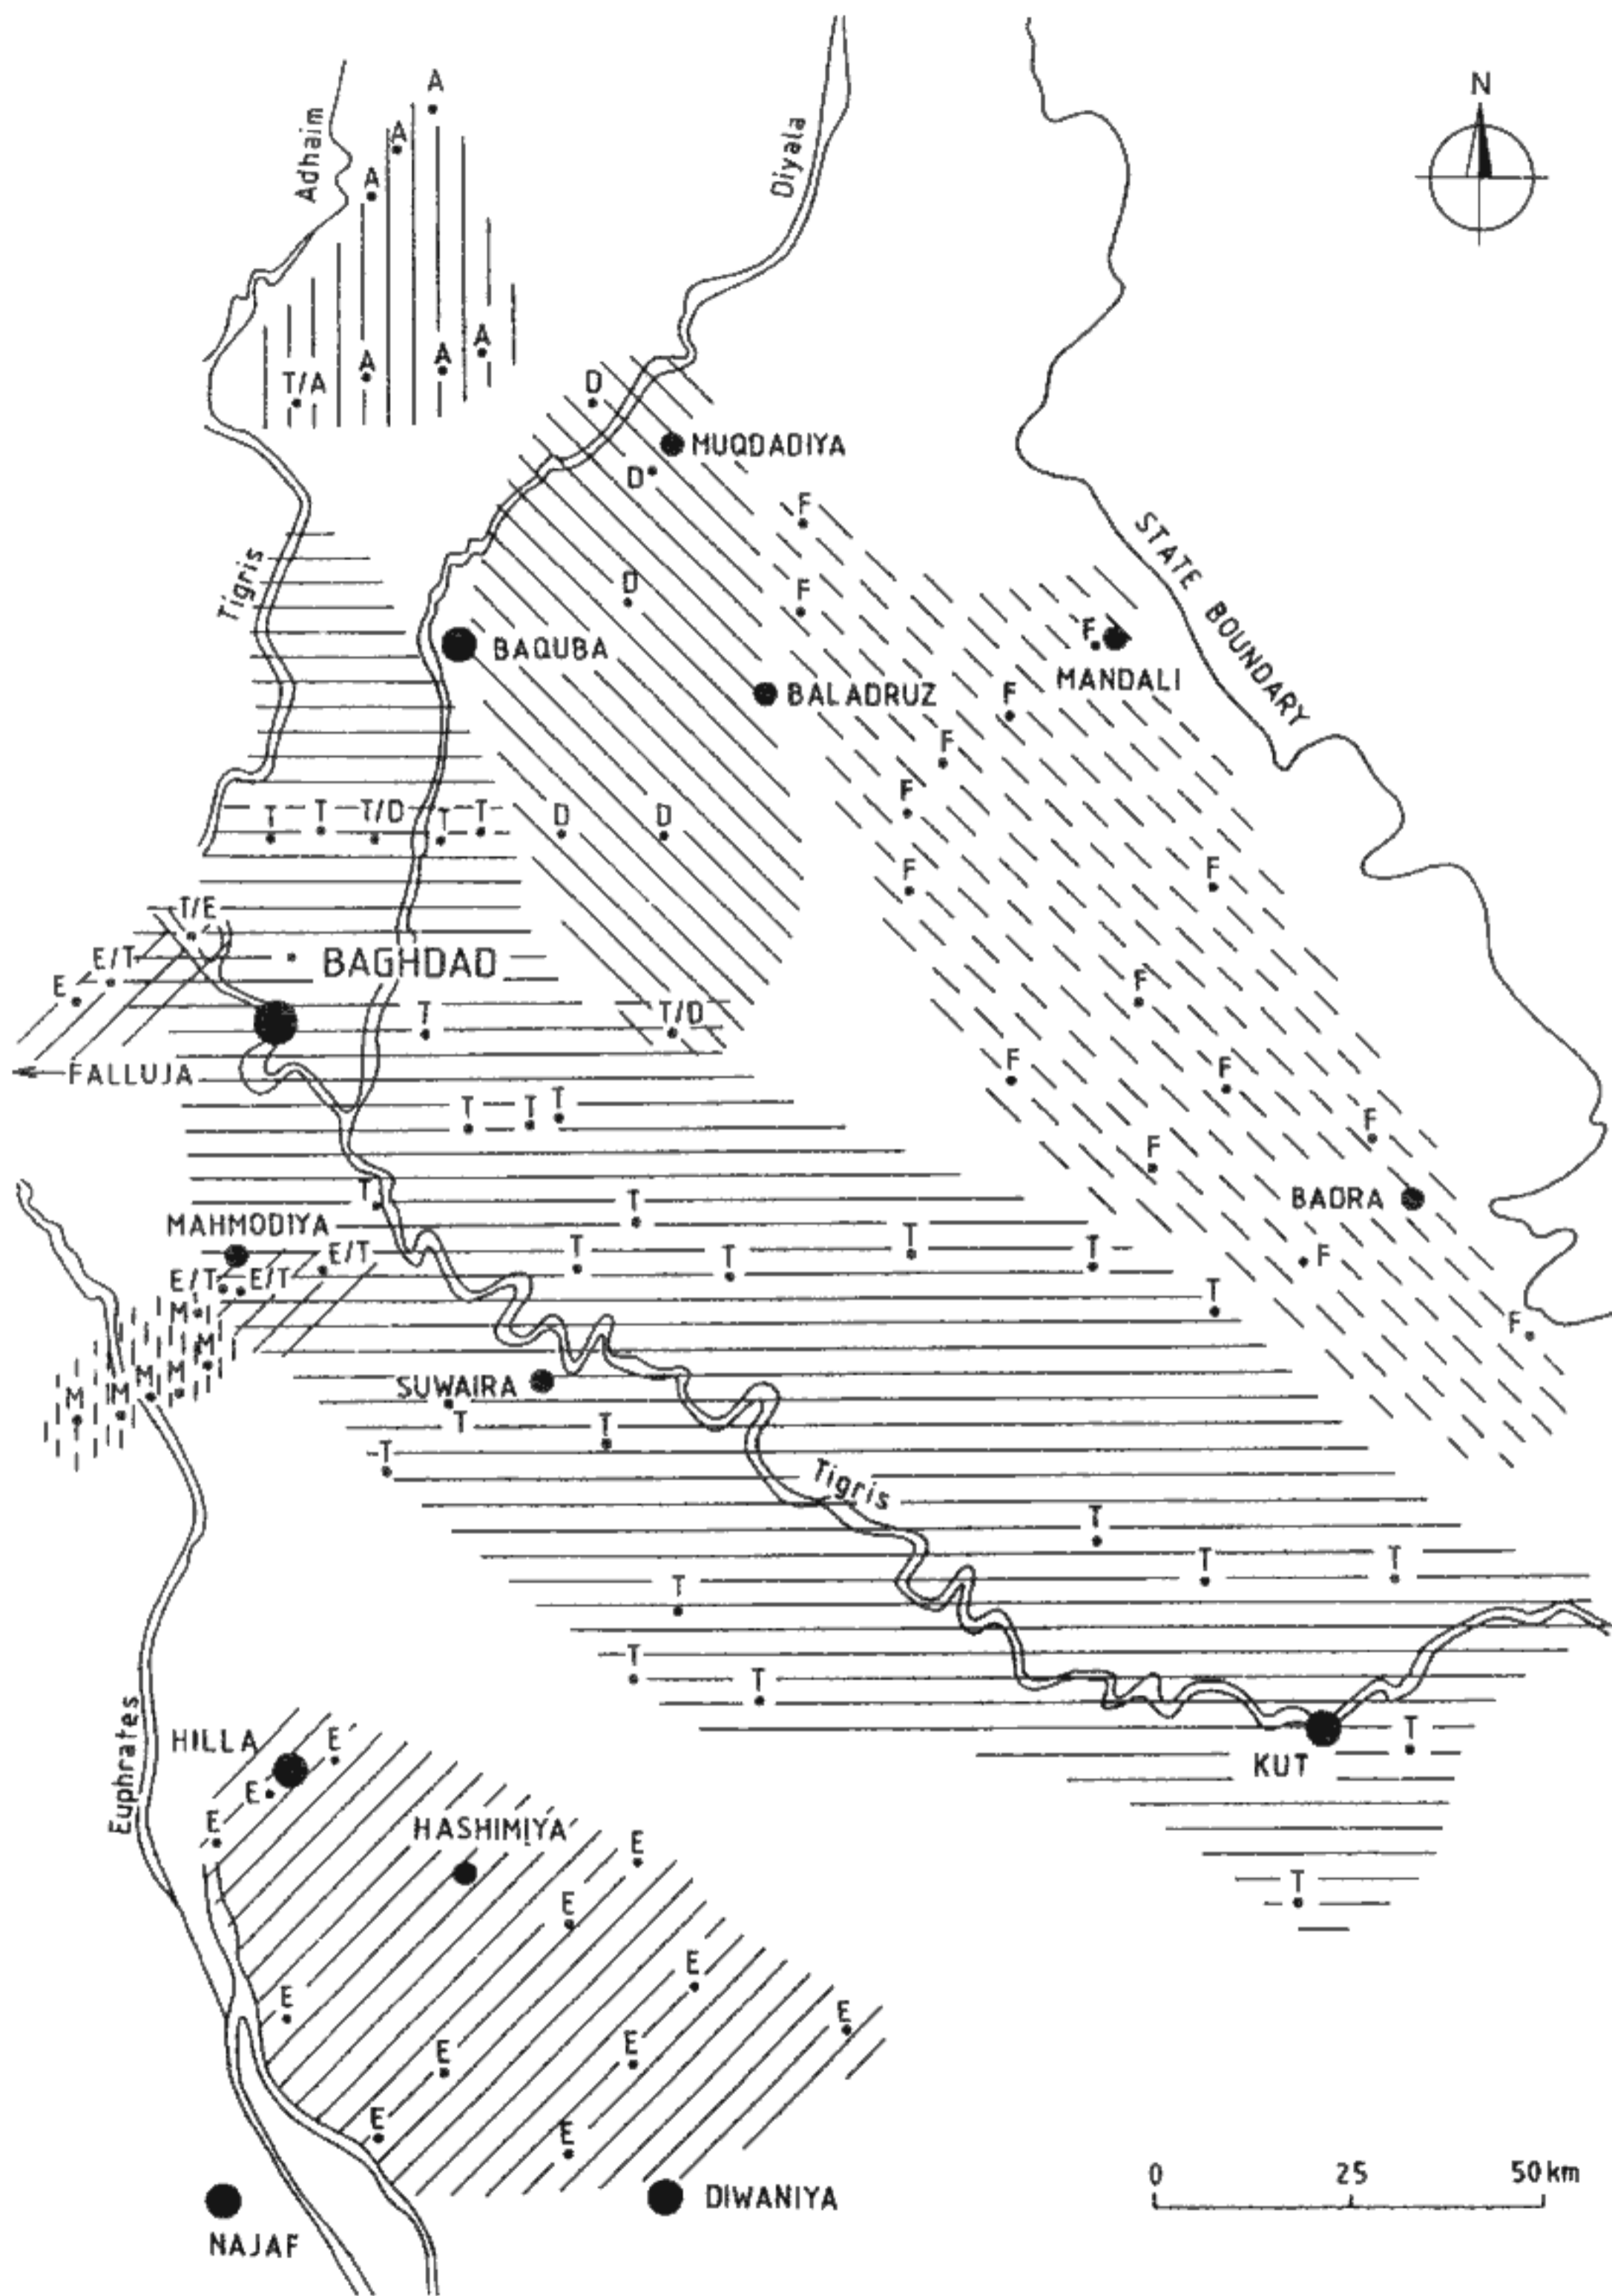 N
A
A
A
Adhaim
Diyala
A
A
A
T/A
D
MUQDADIYA
D
F
STATE BOUNDARY
Tigris
D
F
F
BAQUBA
MANDALI
BALADRUZ
F
F
F
T
T
T/D
T
T
D
D
F
F
T/E
E/T
BAGHDAD
E
F
T
T/D
FALLUJA
F
F
T
T
T
F
F
T
T
BADRA
MAHMODIYA
E/T
T
T
T
T
F
E/T
E/T
M
T
F
M
M
M
M
M
SUWAIRA
T
T
T
Tigris
T
T
T
T
T
T
Euphrates
HILLA
E
T
KUT
E
E
HASHIMIYA
E
T
E
E
E
E
E
E
E
E
0 25 50 km
DIWANIYA
NAJAF